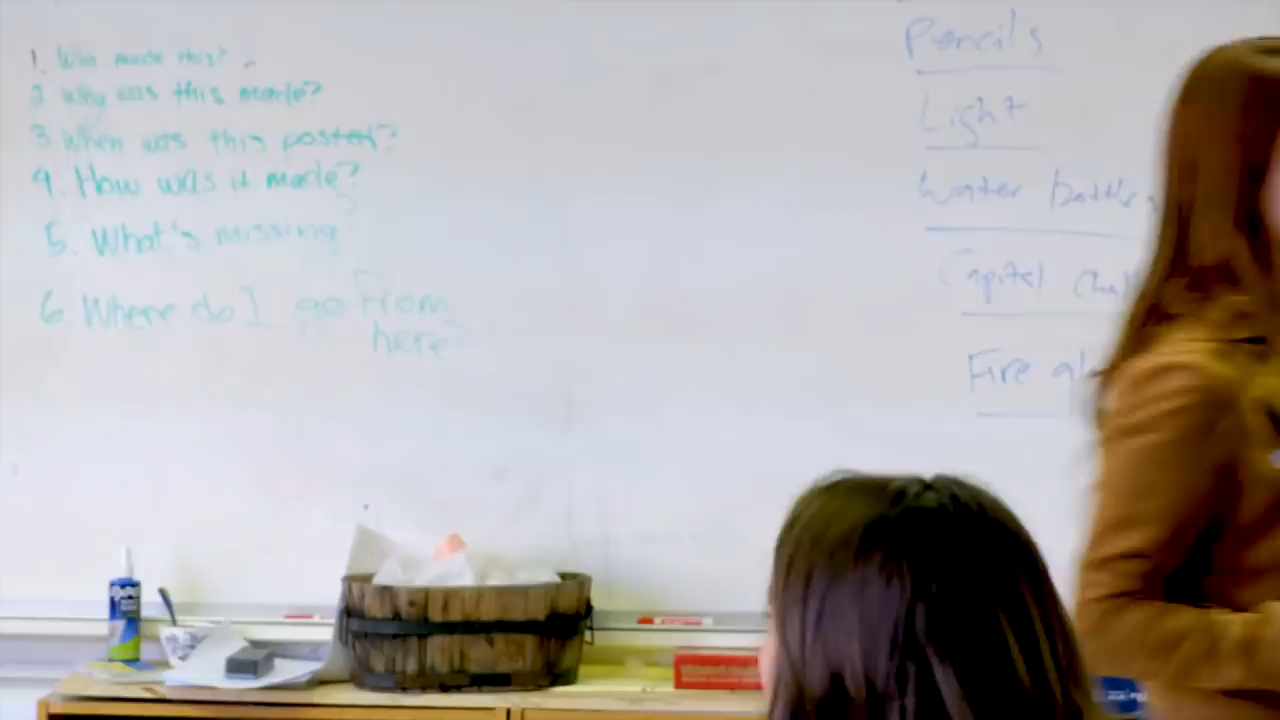 1. Who made this?
2 Why was this made?
3 When was this posted?
4. How was it made?
5. What's missing?
6. Where do I go from
here?
Pencils
Light
Water bottle
Capital
Fire